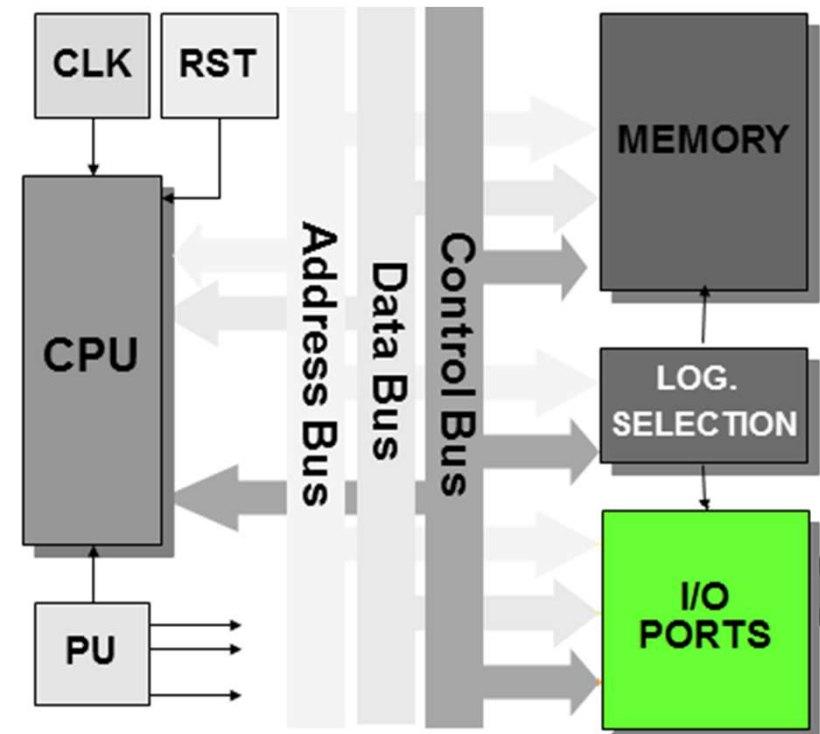 CLK
RST
MEMORY
Address Bus
Data Bus
Control Bus
CPU
LOG.
SELECTION
PU
I/O
PORTS